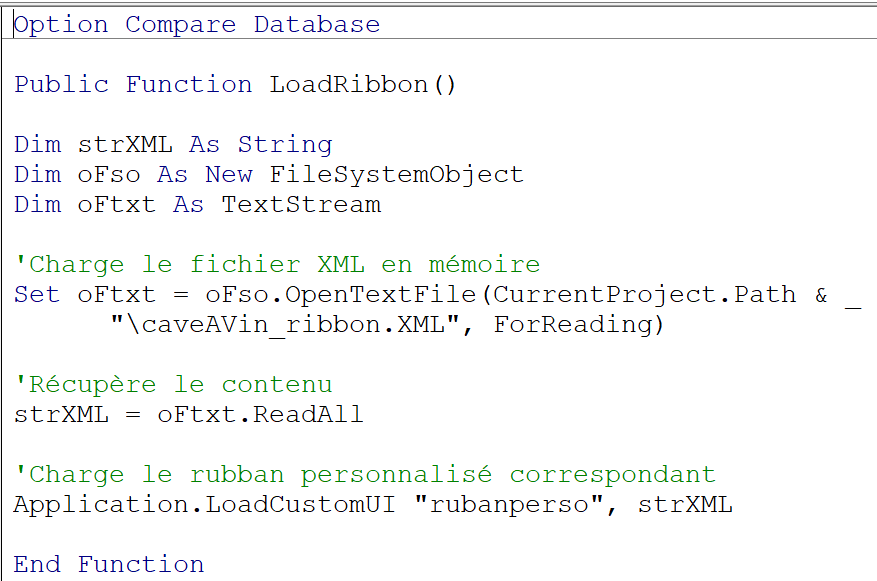 Option Compare Database
Public Function LoadRibbon()
Dim strXML As String
Dim oFso As New FileSystemObject
Dim oFtxt As TextStream
'Charge le fichier XML en mémoire
Set oFtxt = oFso.OpenTextFile(CurrentProject.Path & _
"\caveAVin_ribbon.XML", ForReading)
'Récupère le contenu
strXML = oFtxt.ReadAll
'Charge le rubban personnalisé correspondant
Application.LoadCustomUI "rubanperso", strXML
End Function